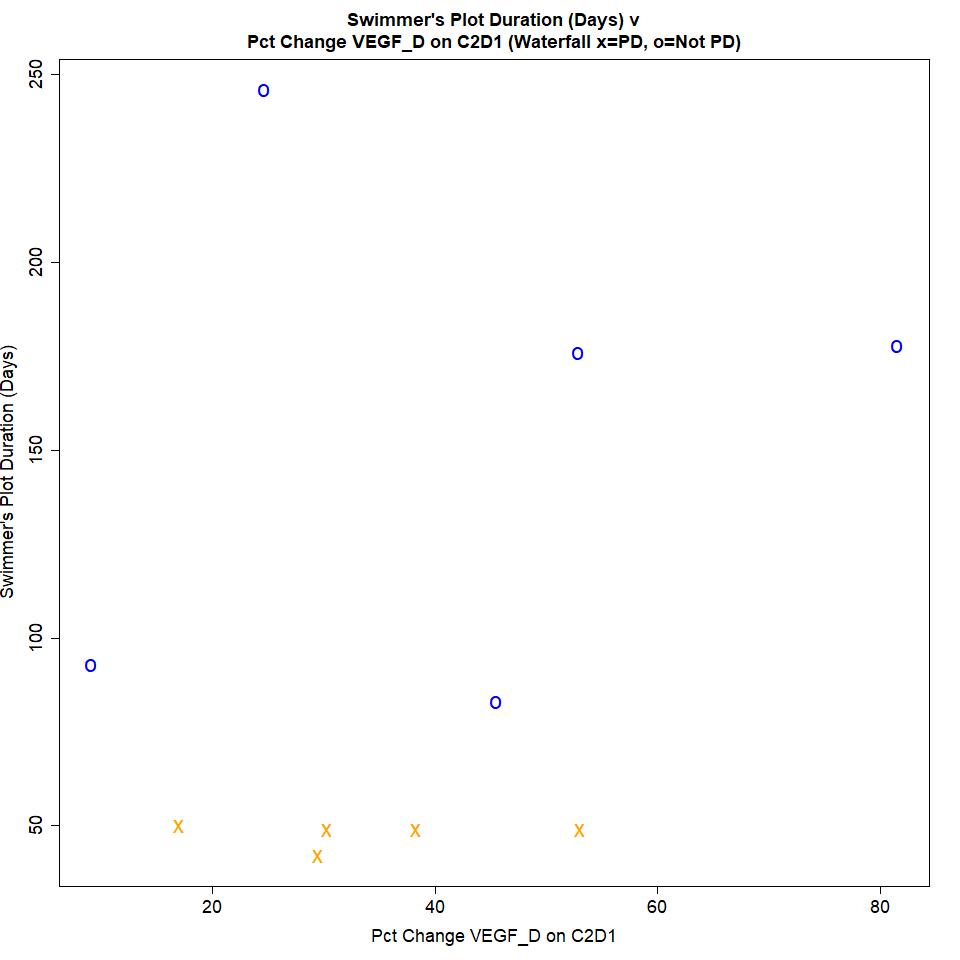 Swimmer's Plot Duration (Days) v
Pct Change VEGF_D on C2D1 (Waterfall x=PD, o=Not PD)
Swimmer's Plot Duration (Days)
250
200
150
100
50
o
o
o
o
o
x
x
x
x
x
20 40 60 80
Pct Change VEGF_D on C2D1